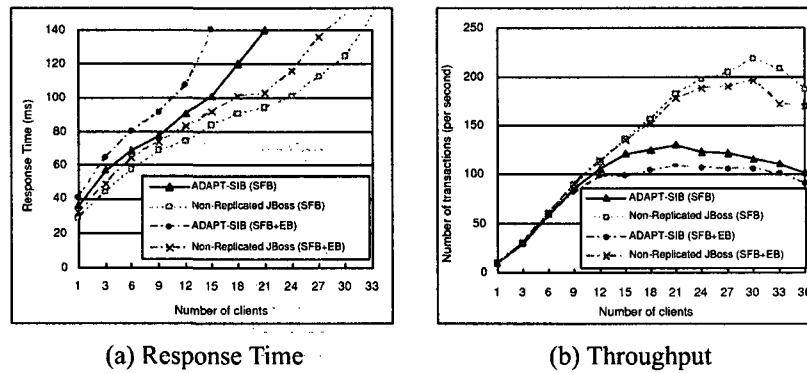 140
120
100
80
60
40
20
0
Response Time (ms)
ADAPT-SIB (SFB)
Non-Replicated JBoss (SFB)
ADAPT-SIB (SFB+EB)
Non-Replicated JBoss (SFB+EB)
1 3 6 9 12 15 18 21 24 27 30 33
Number of clients
(a) Response Time
250
200
150
100
50
0
Number of transactions (per second)
ADAPT-SIB (SFB)
Non-Replicated JBoss (SFB)
ADAPT-SIB (SFB+EB)
Non-Replicated JBoss (SFB+EB)
1 3 6 9 12 15 18 21 24 27 30 33 36
Number of clients
(b) Throughput